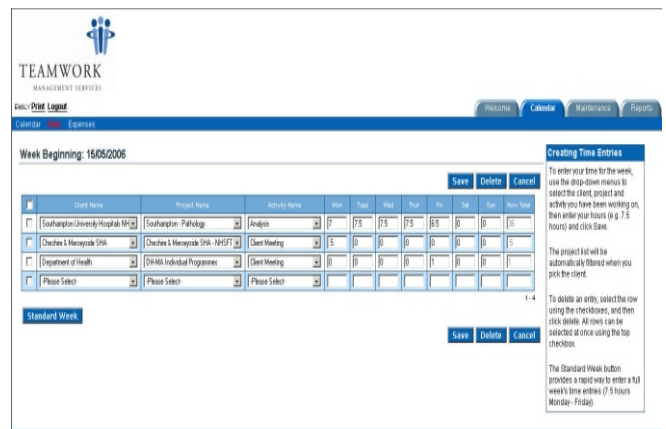 TEAMWORK
MANAGEMENT SERVICES
EMILY Print Logout
Welcome Calendar Maintenance Reports
Calendar Expenses
Week Beginning: 15/05/2006
Save Delete Cancel
Client Name Project Name Activity Name Mon Tues Wed Thur Fri Sat Sun Row Total
Southampton University Hospitals NH Southampton - Pathology Analysis 7 7.5 7.5 7.5 6.5 0 0 36
Cheshire & Merseyside SHA Cheshire & Merseyside SHA - NHSFT Client Meeting .5 0 0 0 0 0 0 .5
Department of Health DH-MA Individual Programmes Client Meeting 0 0 0 0 1 0 0 1
-Please Select- -Please Select- -Please Select-
1 - 4
Standard Week
Save Delete Cancel
Creating Time Entries
To enter your time for the week,
use the drop-down menus to
select the client, project and
activity you have been working on,
then enter your hours (e.g. 7.5
hours) and click Save.
The project list will be
automatically filtered when you
pick the client.
To delete an entry, select the row
using the checkboxes, and then
click delete. All rows can be
selected at once using the top
checkbox.
The Standard Week button
provides a rapid way to enter a full
week's time entries (7.5 hours
Monday - Friday).